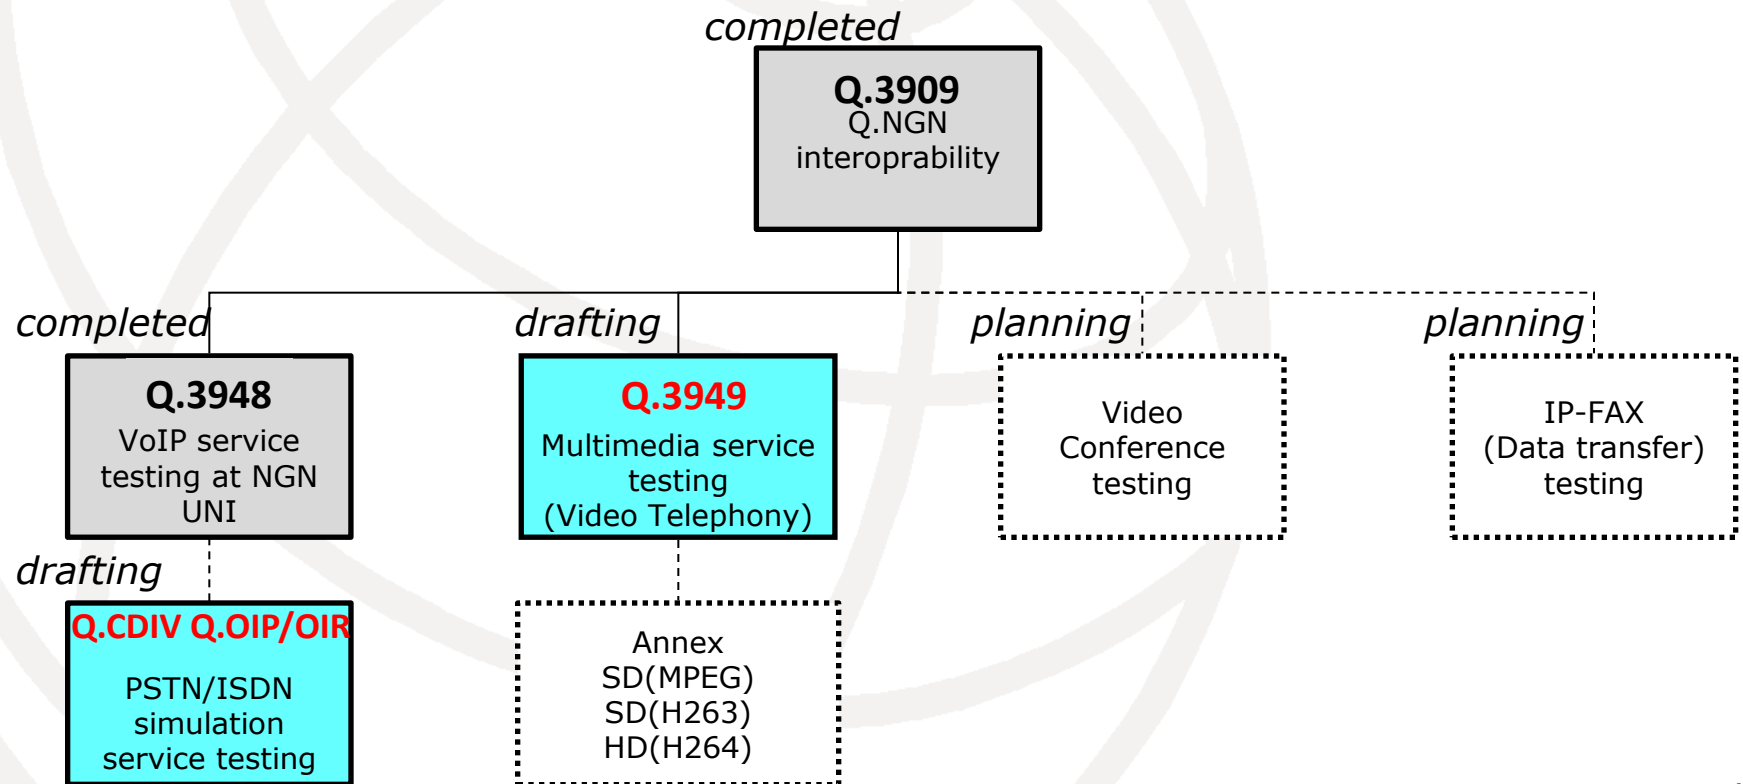 completed
Q.3909
Q.NGN
interoprability
completed
drafting
planning
planning
Q.3948
VoIP service
testing at NGN
UNI
Q.3949
Multimedia service
testing
(Video Telephony)
Video
Conference
testing
IP-FAX
(Data transfer)
testing
drafting
Q.CDIV Q.OIP/OIR
PSTN/ISDN
simulation
service testing
Annex
SD(MPEG)
SD(H263)
HD(H264)